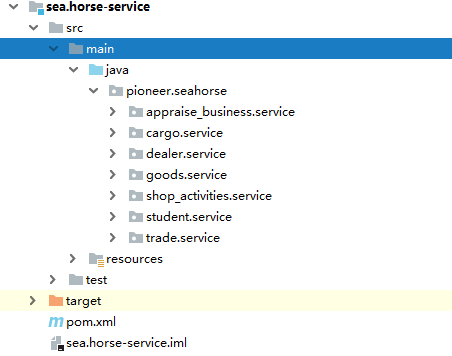 sea.horse-service
src
main
java
pioneer.seahorse
appraise_business.service
cargo.service
dealer.service
goods.service
shop_activities.service
student.service
trade.service
resources
test
target
pom.xml
sea.horse-service.iml